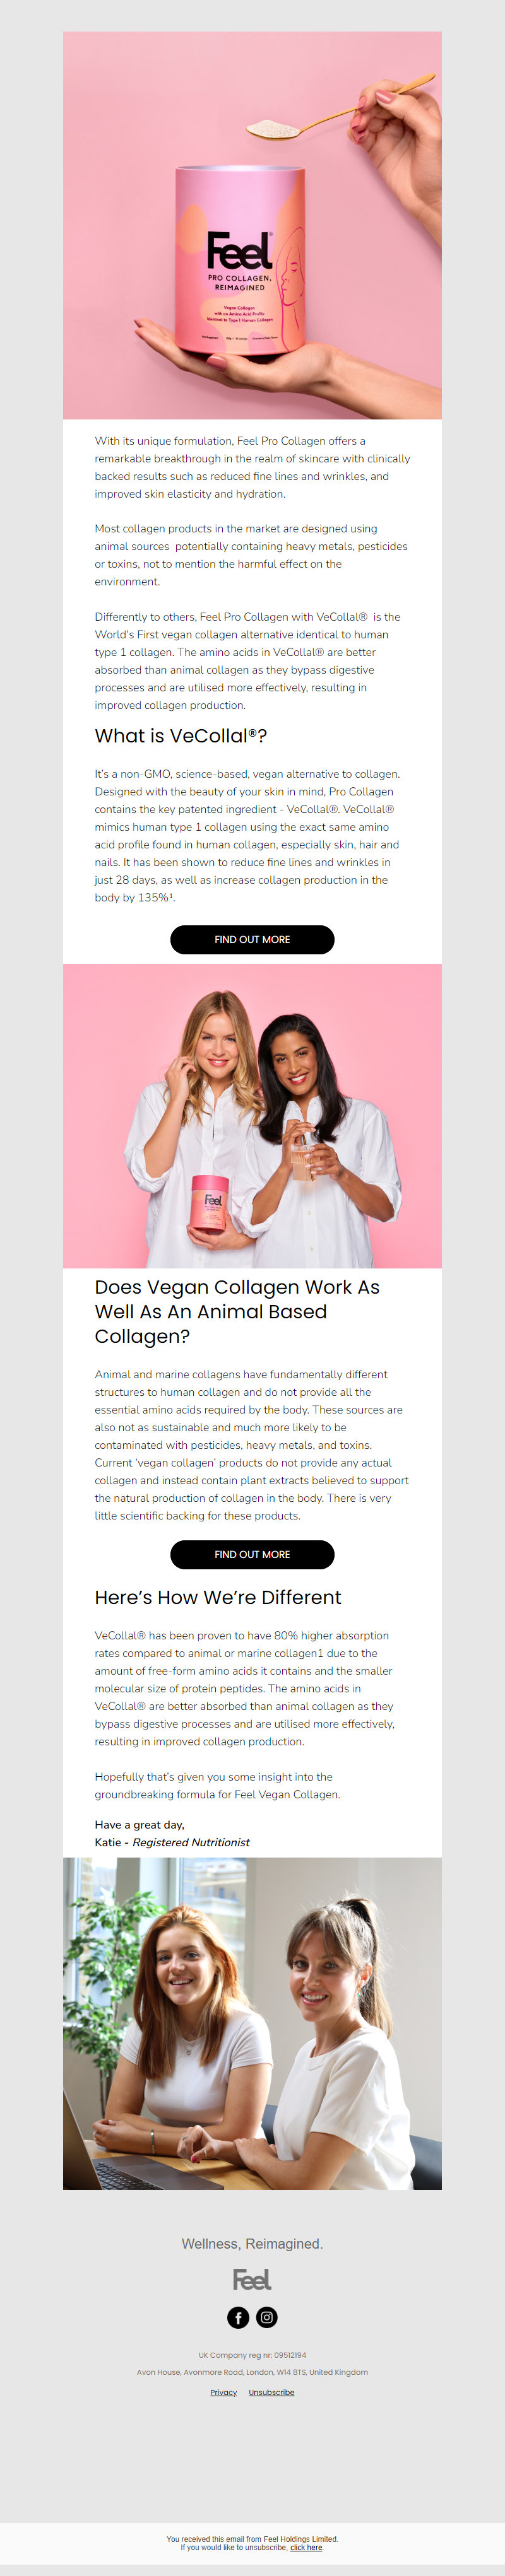 Feel®
PRO COLLAGEN,
REIMAGINED
Vegan Collagen
with an Amino Acid Profile
Identical to Type 1 Human Collagen
With its unique formulation, Feel Pro Collagen offers a
remarkable breakthrough in the realm of skincare with clinically
backed results such as reduced fine lines and wrinkles, and
improved skin elasticity and hydration.
Most collagen products in the market are designed using
animal sources  potentially containing heavy metals, pesticides
or toxins, not to mention the harmful effect on the
environment.
Differently to others, Feel Pro Collagen with VeCollal®  is the
World's First vegan collagen alternative identical to human
type 1 collagen. The amino acids in VeCollal® are better
absorbed than animal collagen as they bypass digestive
processes and are utilised more effectively, resulting in
improved collagen production.
What is VeCollal®?
It's a non-GMO, science-based, vegan alternative to collagen.
Designed with the beauty of your skin in mind, Pro Collagen
contains the key patented ingredient - VeCollal®. VeCollal®
mimics human type 1 collagen using the exact same amino
acid profile found in human collagen, especially skin, hair and
nails. It has been shown to reduce fine lines and wrinkles in
just 28 days, as well as increase collagen production in the
body by 135%¹.
FIND OUT MORE
Feel
Does Vegan Collagen Work As
Well As An Animal Based
Collagen?
Animal and marine collagens have fundamentally different
structures to human collagen and do not provide all the
essential amino acids required by the body. These sources are
also not as sustainable and much more likely to be
contaminated with pesticides, heavy metals, and toxins.
Current 'vegan collagen' products do not provide any actual
collagen and instead contain plant extracts believed to support
the natural production of collagen in the body. There is very
little scientific backing for these products.
FIND OUT MORE
Here's How We're Different
VeCollal® has been proven to have 80% higher absorption
rates compared to animal or marine collagen1 due to the
amount of free-form amino acids it contains and the smaller
molecular size of protein peptides. The amino acids in
VeCollal® are better absorbed than animal collagen as they
bypass digestive processes and are utilised more effectively,
resulting in improved collagen production.
Hopefully that's given you some insight into the
groundbreaking formula for Feel Vegan Collagen.
Have a great day,
Katie - Registered Nutritionist
Wellness, Reimagined.
Feel
UK Company reg nr: 09512194
Avon House, Avonmore Road, London, W14 8TS, United Kingdom
Privacy Unsubscribe
You received this email from Feel Holdings Limited.
If you would like to unsubscribe, click here.